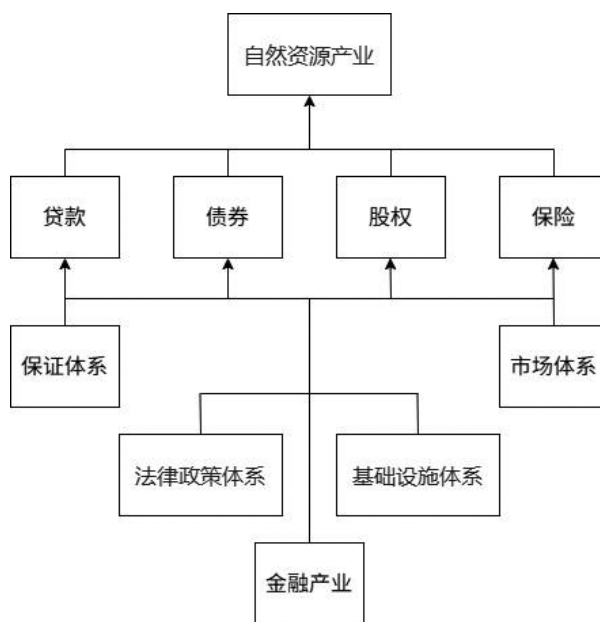 自然资源产业
贷款
债券
股权
保险
保证体系
市场体系
法律政策体系
基础设施体系
金融产业